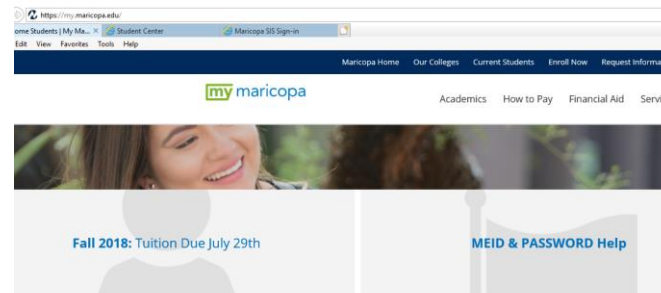 https://my.maricopa.edu/
ome Students | My Ma... × Student Center Maricopa SIS Sign-in
Edit View Favorites Tools Help
Maricopa Home Our Colleges Current Students Enroll Now Request Informa
my maricopa
Academics How to Pay Financial Aid Servi
Fall 2018: Tuition Due July 29th
MEID & PASSWORD Help